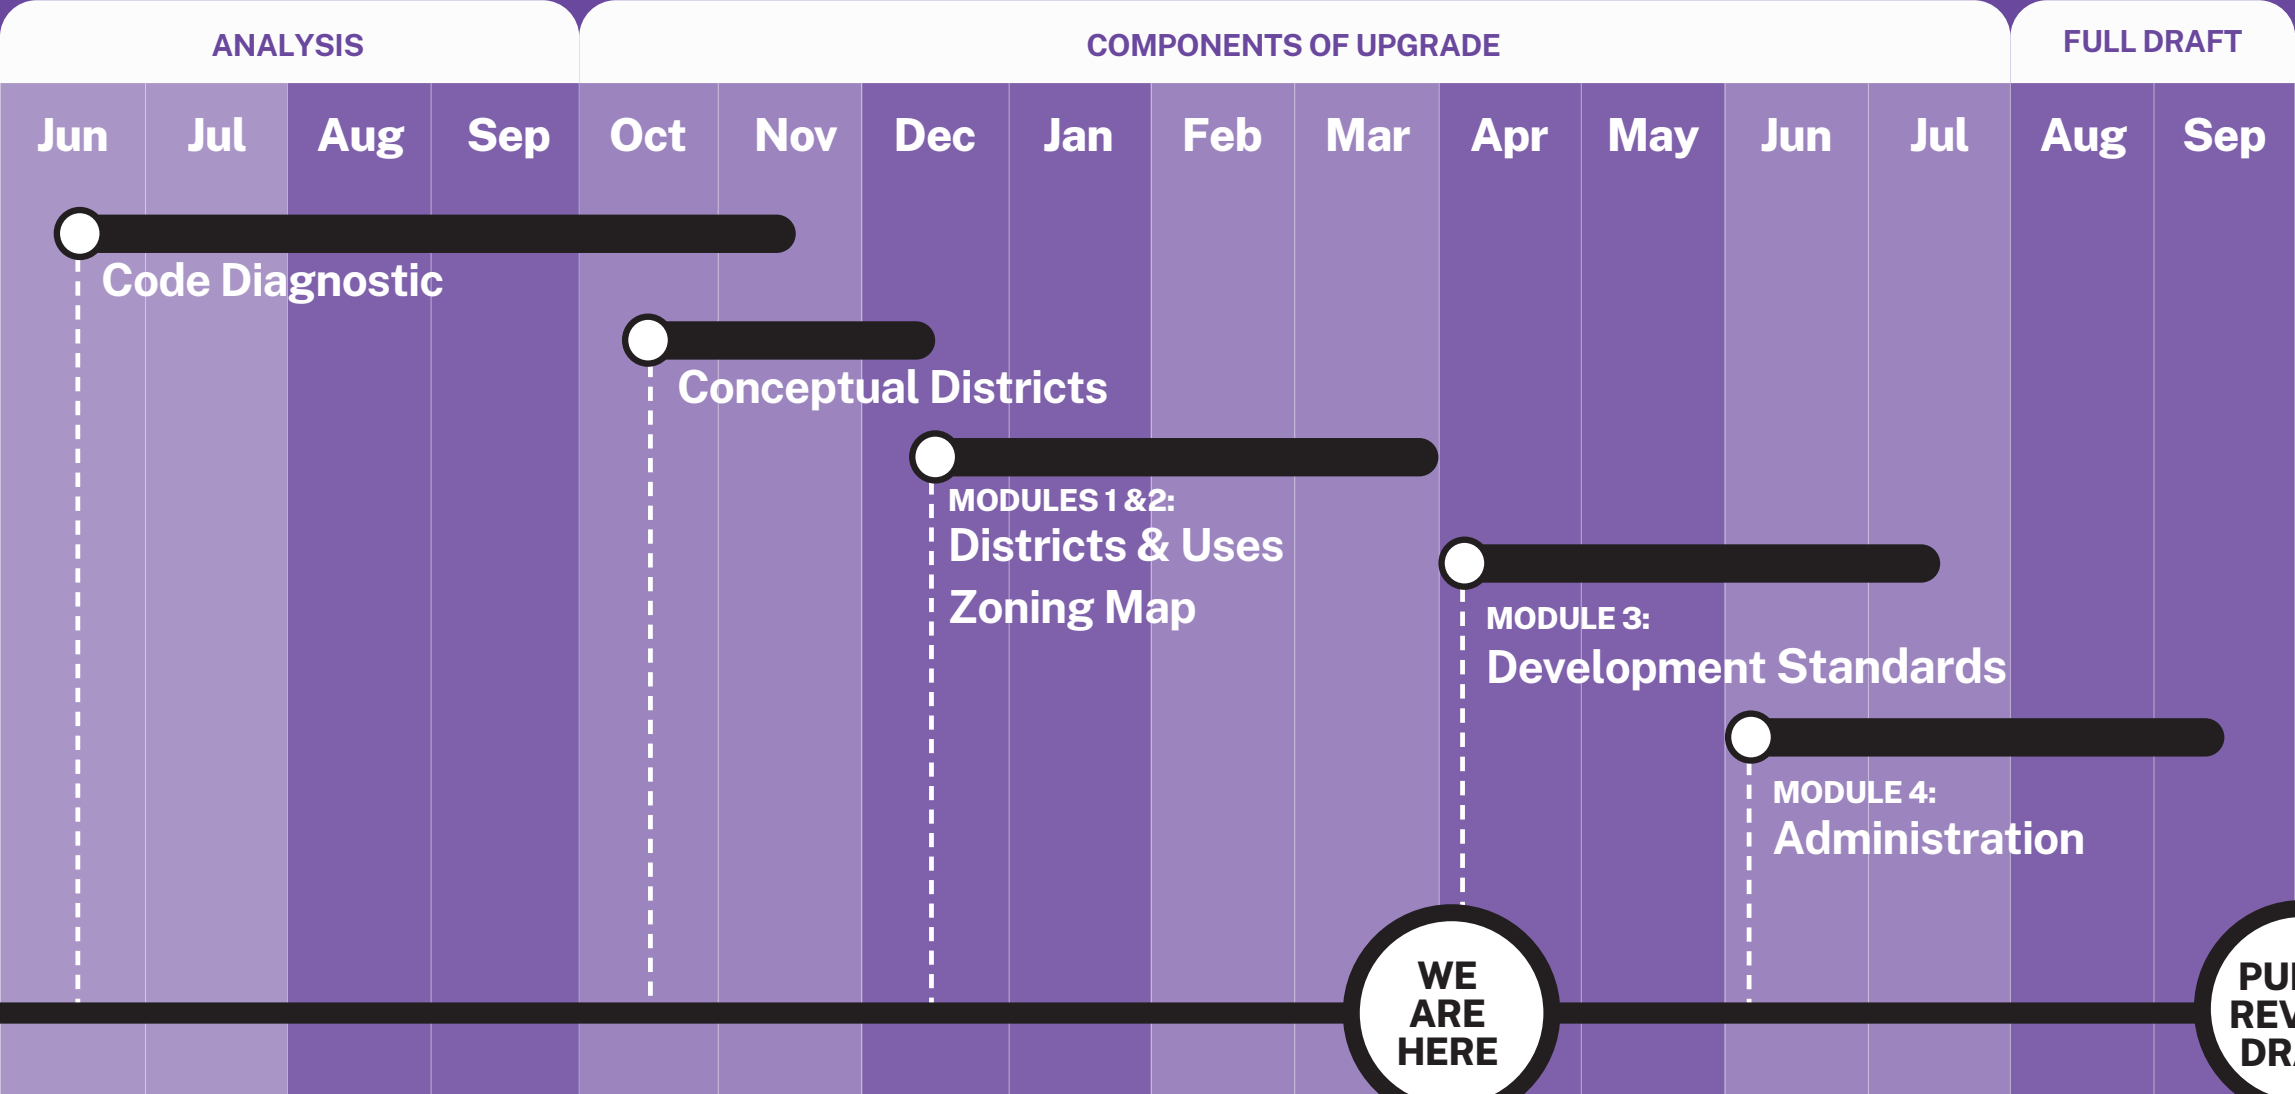 ANALYSIS
COMPONENTS OF UPGRADE
FULL DRAFT
Jun Jul Aug Sep Oct Nov Dec Jan Feb Mar Apr May Jun Jul Aug Sep
Code Diagnostic
Conceptual Districts
MODULES 1 &2:
Districts & Uses
Zoning Map
MODULE 3:
Development Standards
MODULE 4:
Administration
WE
ARE
HERE